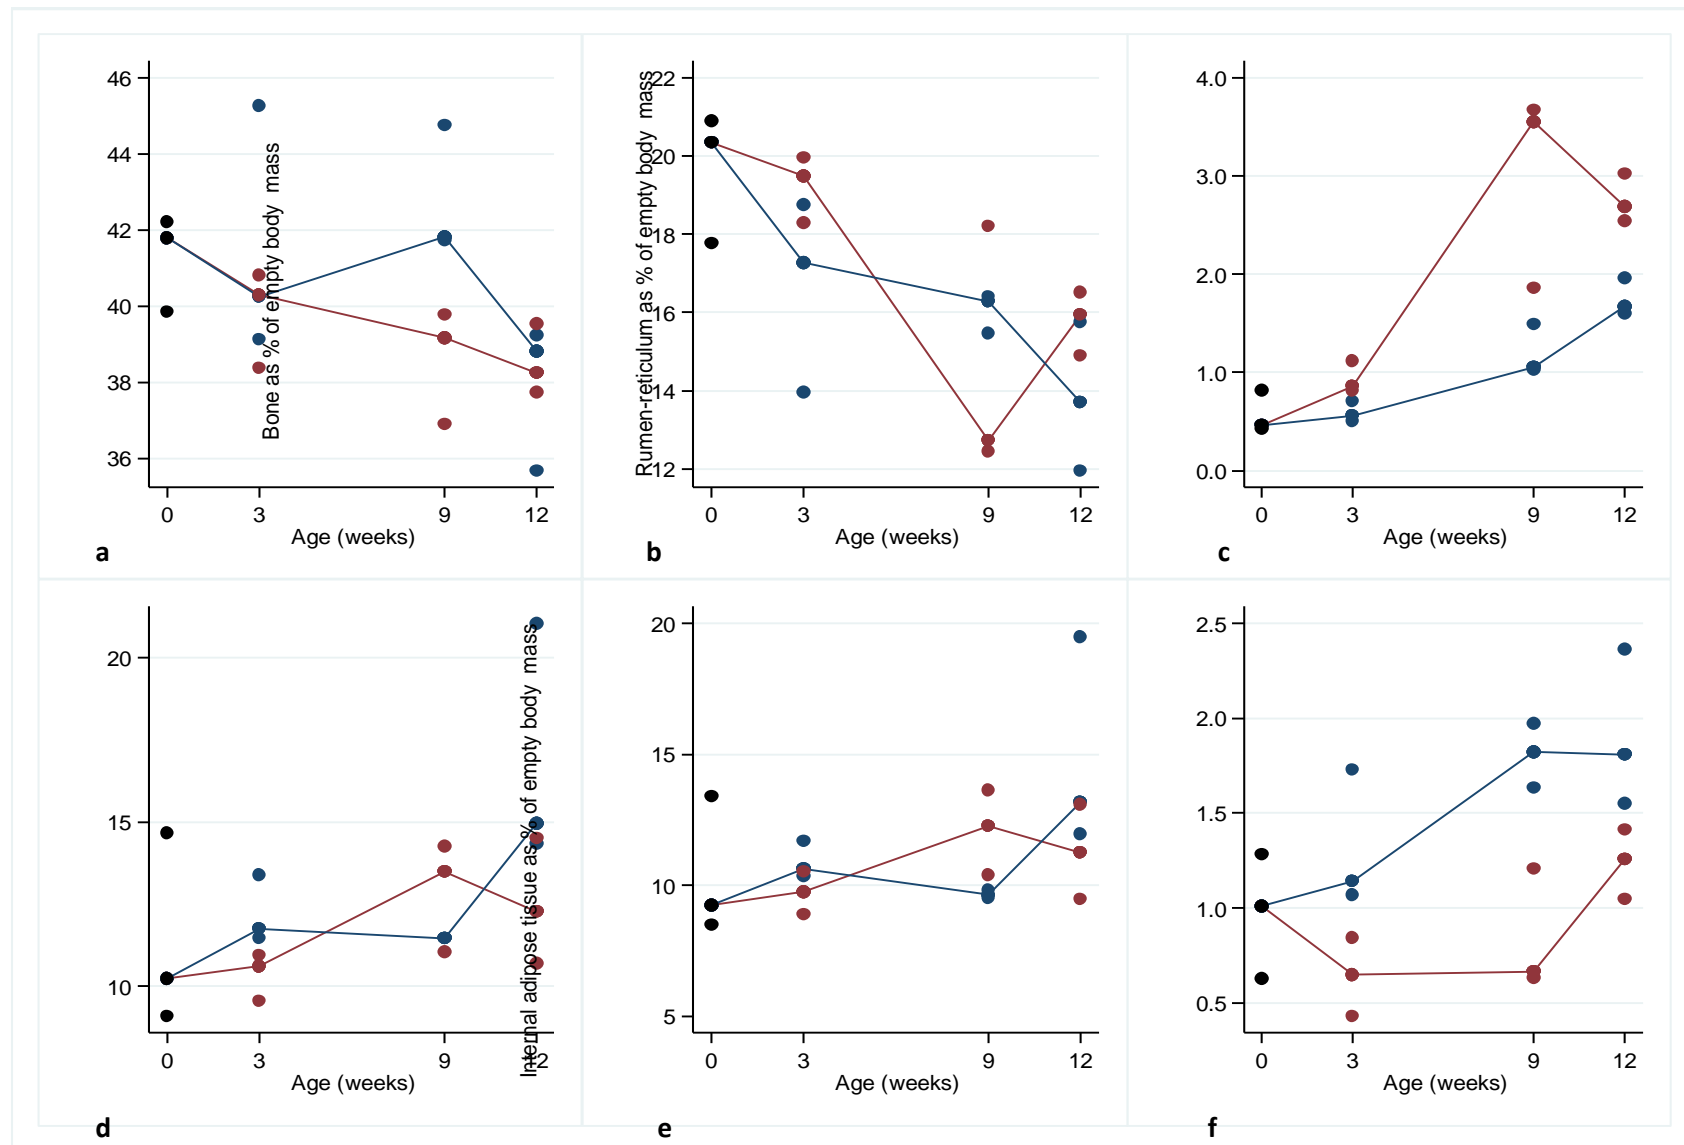 46
44
42
40
38
36
Bone as % of empty body mass
0 3 9 12
Age (weeks)
a
22
20
18
16
14
12
Rumen-reticulum as % of empty body mass
0 3 9 12
Age (weeks)
b
4.0
3.0
2.0
1.0
0.0
0 3 9 12
Age (weeks)
c
20
15
10
Internal adipose tissue as % of empty body mass
0 3 9 12
Age (weeks)
d
20
15
10
5
0 3 9 12
Age (weeks)
e
2.5
2.0
1.5
1.0
0.5
0 3 9 12
Age (weeks)
f